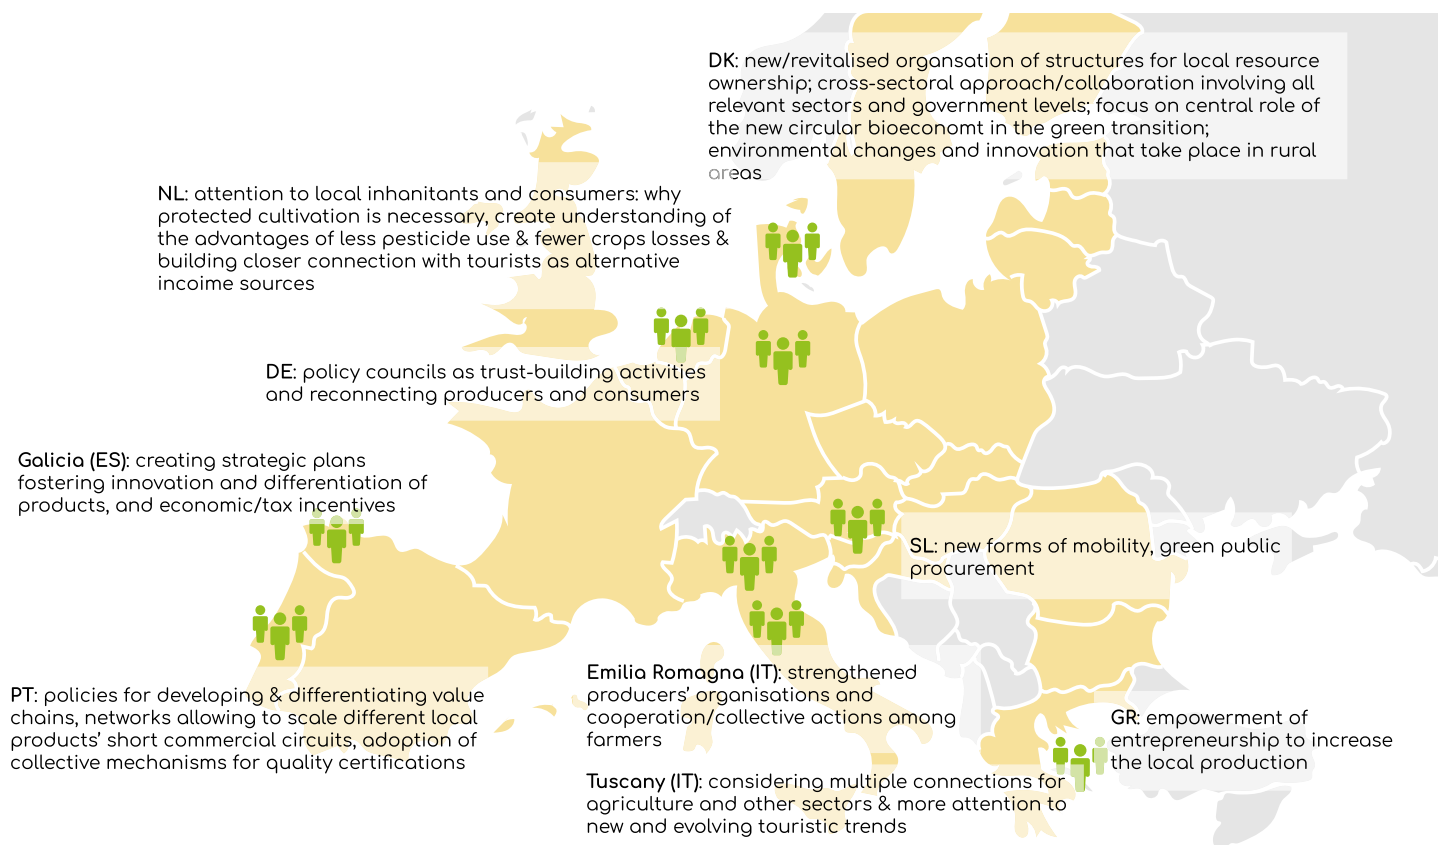 DK: new/revitalised organsation of structures for local resource
ownership; cross-sectoral approach/collaboration involving all
relevant sectors and government levels; focus on central role of
the new circular bioeconomt in the green transition;
environmental changes and innovation that take place in rural
areas
NL: attention to local inhanitants and consumers: why
protected cultivation is necessary, create understanding of
the advantages of less pesticide use & fewer crops losses &
building closer connection with tourists as alternative
incoime sources
DE: policy councils as trust-building activities
and reconnecting producers and consumers
Galicia (ES): creating strategic plans
fostering innovation and differentiation of
products, and economic/tax incentives
SL: new forms of mobility, green public
procurement
PT: policies for developing & differentiating value
chains, networks allowing to scale different local
products’ short commercial circuits, adoption of
collective mechanisms for quality certifications
Emilia Romagna (IT): strengthened
producers’ organisations and
cooperation/collective actions among
farmers
GR: empowerment of
entrepreneurship to increase
the local production
Tuscany (IT): considering multiple connections for
agriculture and other sectors & more attention to
new and evolving touristic trends